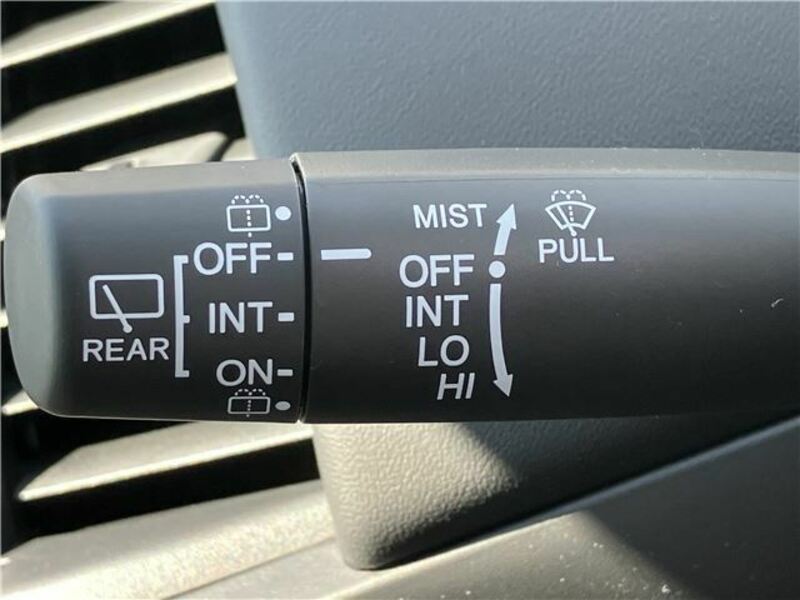 REAR
OFF
INT
ON
MIST
OFF
INT
LO
HI
PULL